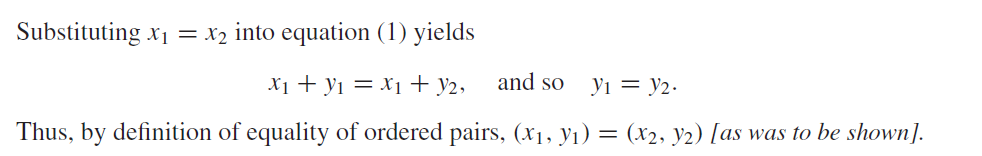 Substituting x₁ = x₂ into equation (1) yields
x₁ + y₁ = x₁ + y₂, and so y₁ = y₂.
Thus, by definition of equality of ordered pairs, (x₁, y₁) = (x₂, y₂) [as was to be shown].